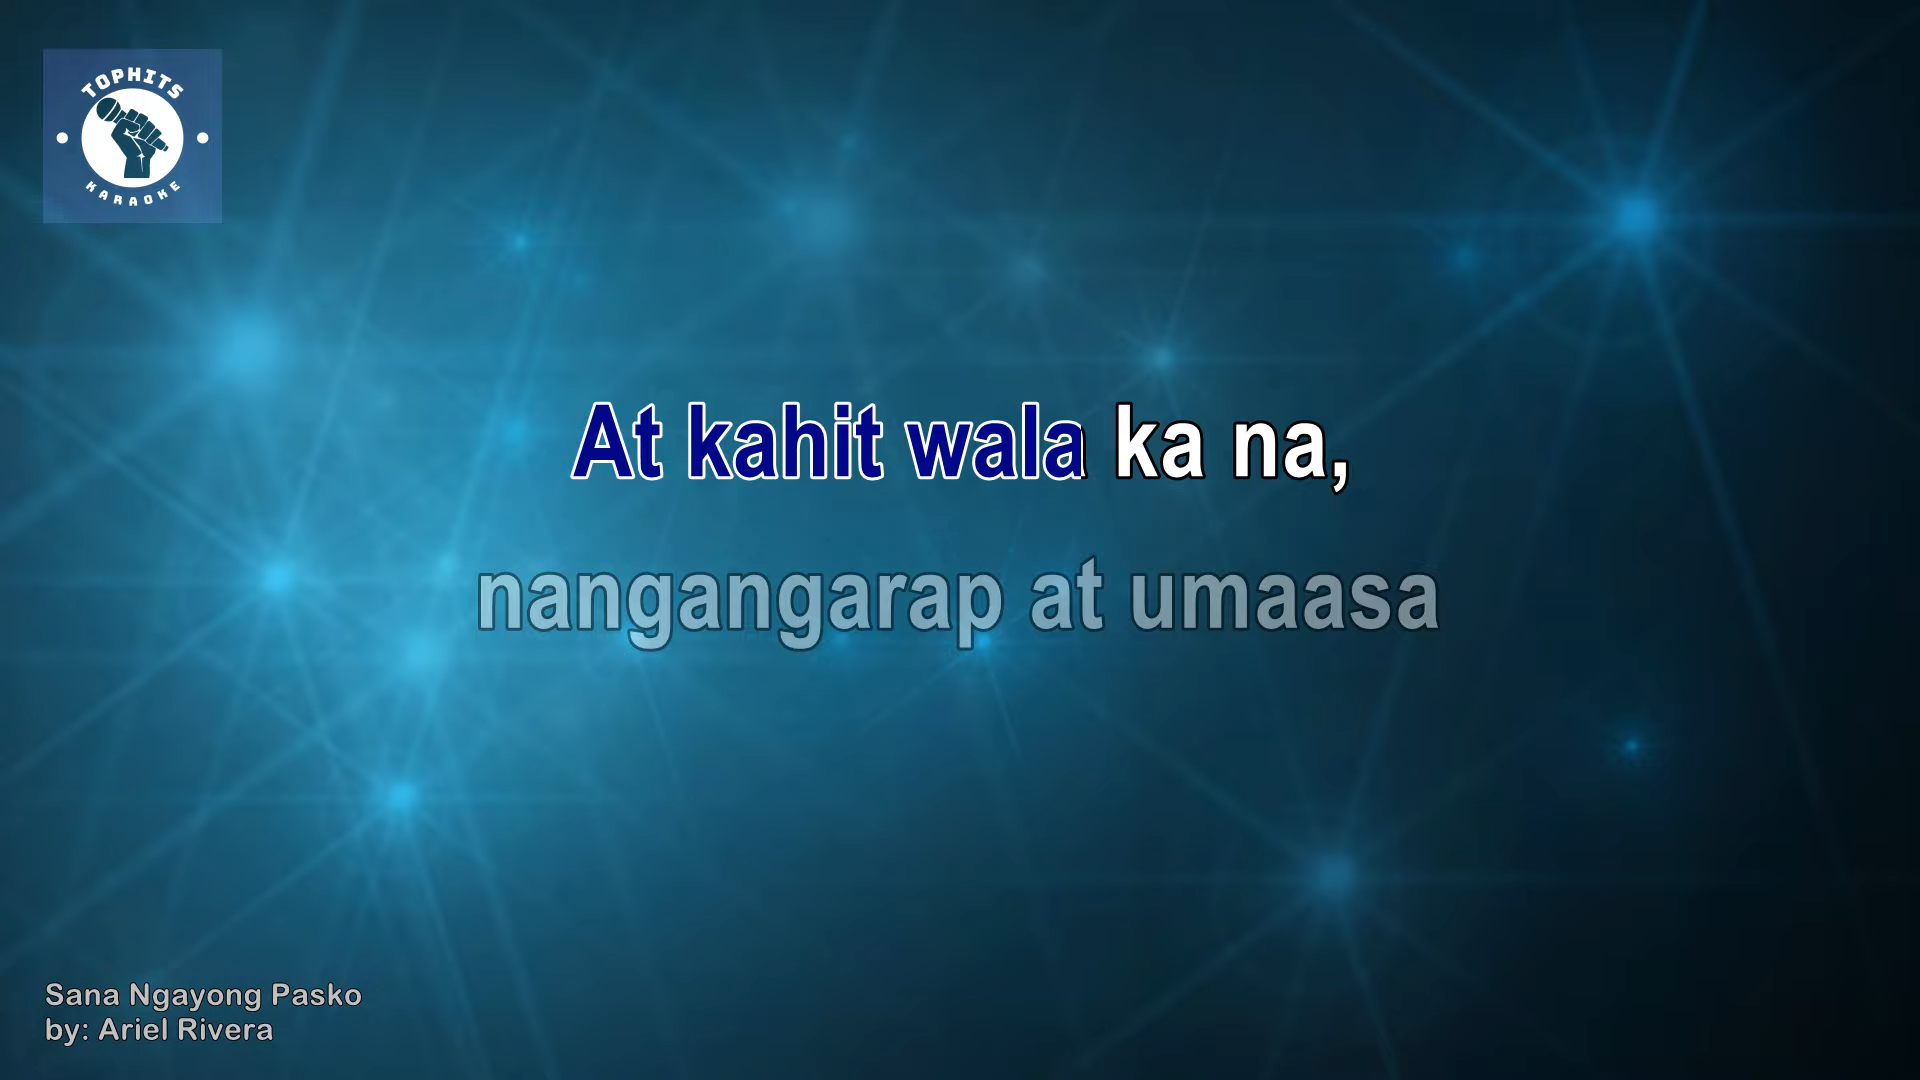 TOPHITS
KARAOKE
At kahit wala ka na,
nangangarap at umaasa
Sana Ngayong Pasko
by: Ariel Rivera